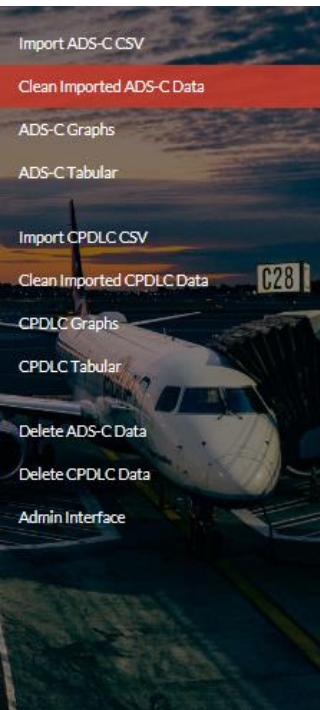 Import ADS-C CSV
Clean Imported ADS-C Data
ADS-C Graphs
ADS-C Tabular
Import CPDLC CSV
Clean Imported CPDLC Data
C28
CPDLC Graphs
CPDLC Tabular
Delete ADS-C Data
Delete CPDLC Data
Admin Interface